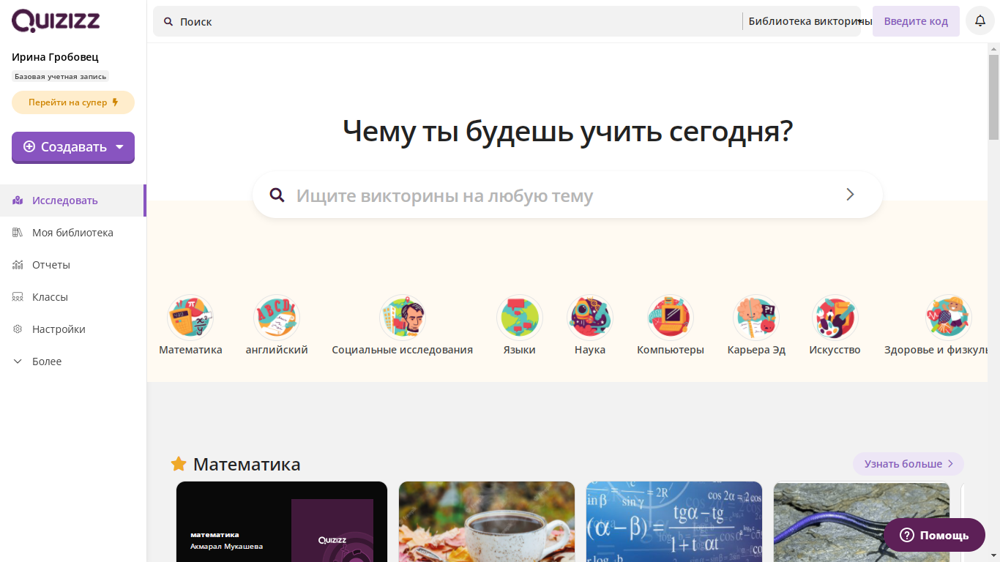 QUIZIZZ
Поиск
Библиотека викторины
Введите код
Ирина Гробовец
Базовая учетная запись
Перейти на супер
Создавать
Исследовать
Моя библиотека
Отчеты
Классы
Настройки
Более
Чему ты будешь учить сегодня?
Ищите викторины на любую тему
Математика
английский
Социальные исследования
Языки
Наука
Компьютеры
Карьера Эд
Искусство
Здоровье и физкуль
Математика
Узнать больше
математика
Акмарал Мукашева
QUIZIZZ
Помощь